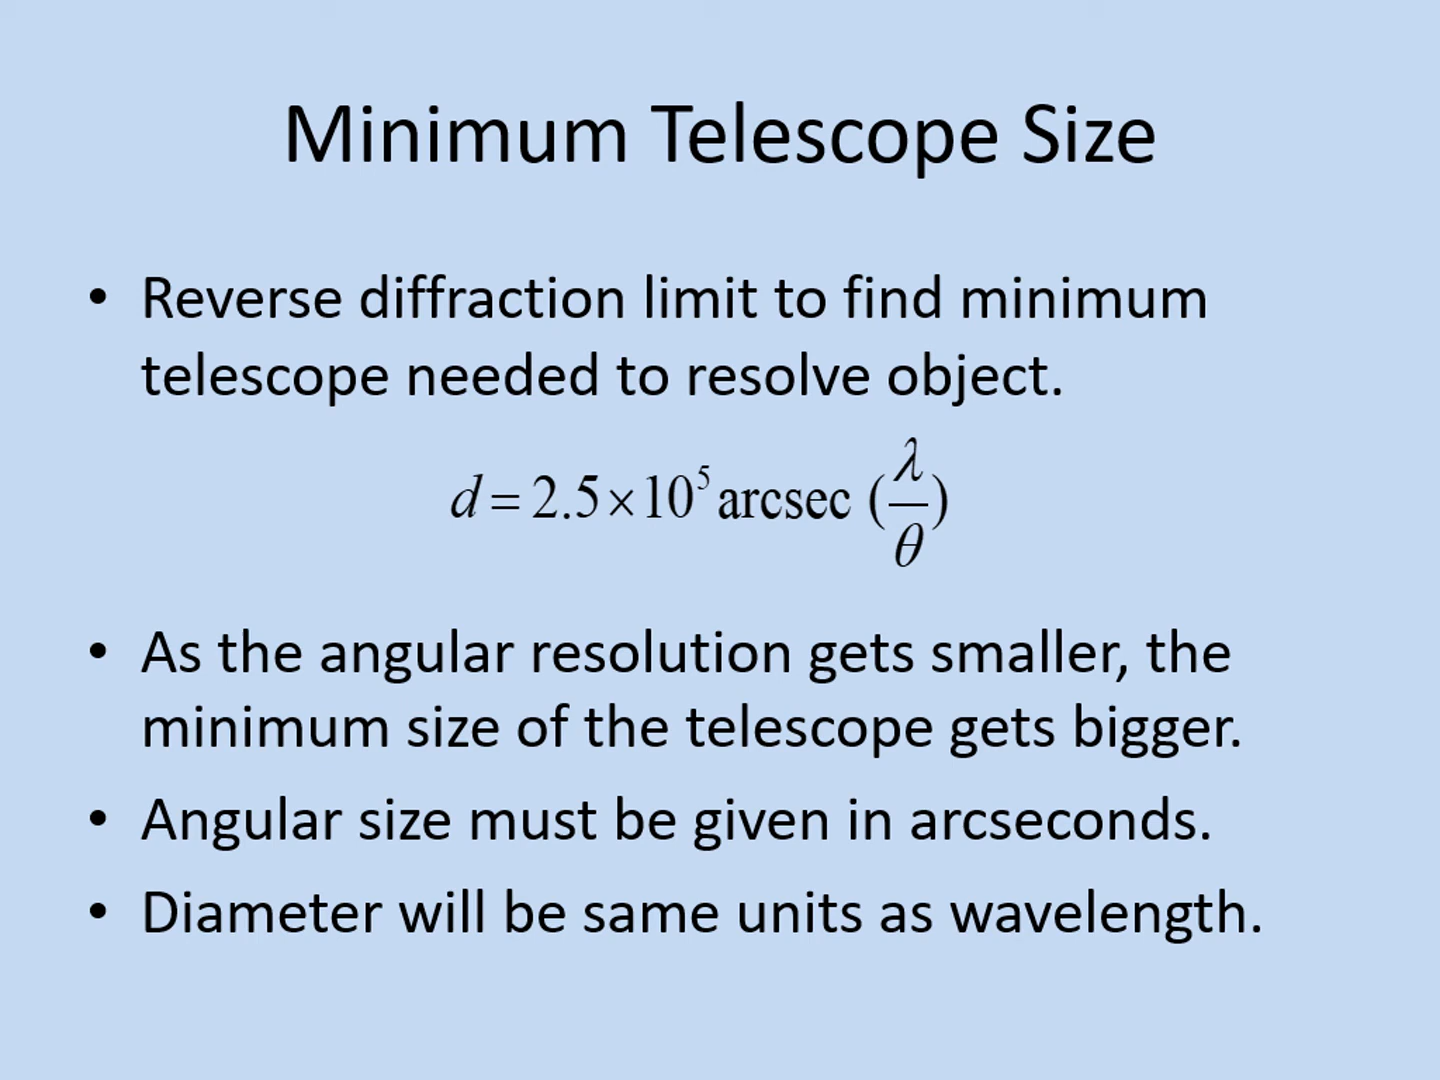 Minimum Telescope Size
• Reverse diffraction limit to find minimum
telescope needed to resolve object.
d = 2.5×10⁵ arcsec (λ/θ)
• As the angular resolution gets smaller, the
minimum size of the telescope gets bigger.
• Angular size must be given in arcseconds.
• Diameter will be same units as wavelength.